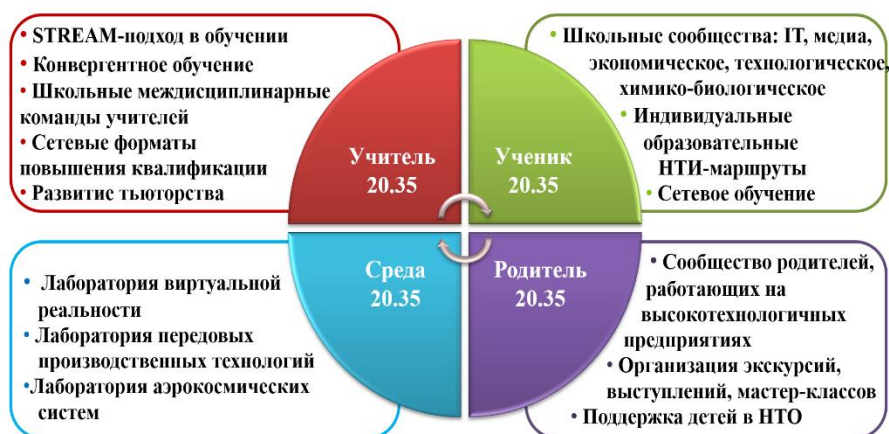 • STREAM-подход в обучении
• Конвергентное обучение
• Школьные междисциплинарные
команды учителей
• Сетевые форматы
повышения квалификации
• Развитие тьюторства
Учитель
20.35
Ученик
20.35
• Школьные сообщества: IT, медиа,
экономическое, технологическое,
химико-биологическое
• Индивидуальные
образовательные
НТИ-маршруты
• Сетевое обучение
• Лаборатория виртуальной
реальности
• Лаборатория передовых
производственных технологий
• Лаборатория аэрокосмических
систем
Среда
20.35
Родитель
20.35
• Сообщество родителей,
работающих на
высокотехнологичных
предприятиях
• Организация экскурсий,
выступлений, мастер-классов
• Поддержка детей в НТО